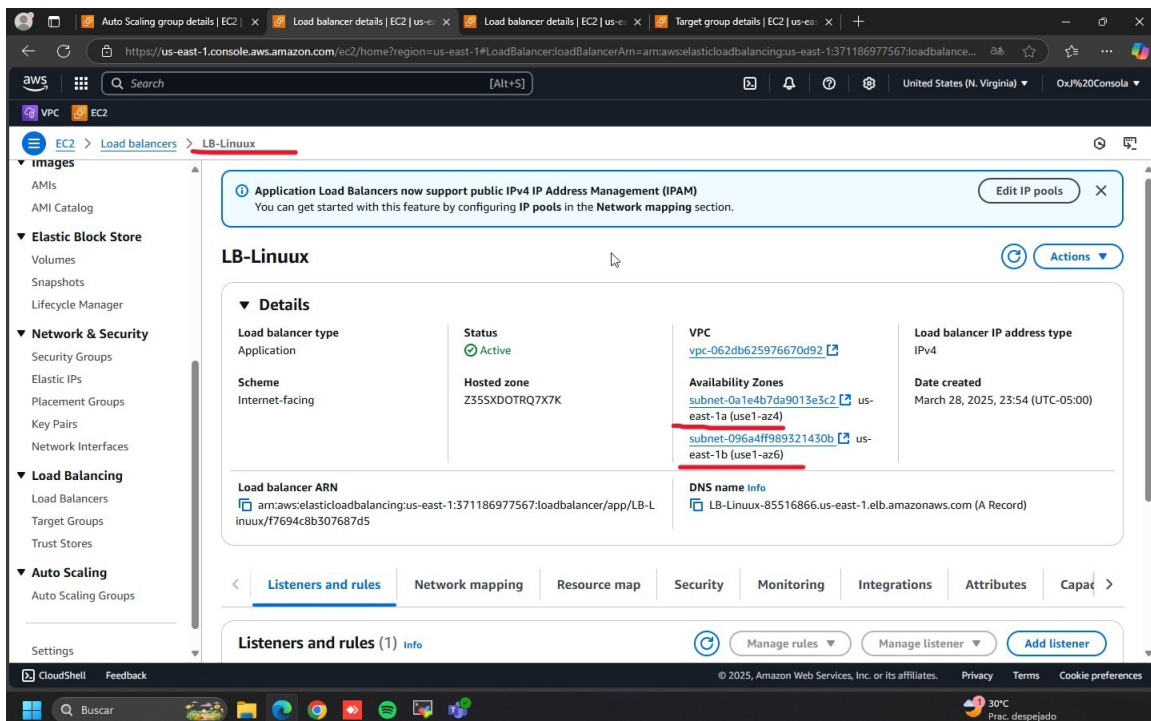 Auto Scaling group details | EC2 |
Load balancer details | EC2 | us-ea
Load balancer details | EC2 | us-ea
Target group details | EC2 | us-eas
https://us-east-1.console.aws.amazon.com/ec2/home?region=us-east-1#LoadBalancer:loadBalancerArn=arn:aws:elasticloadbalancing:us-east-1:371186977567:loadbalance...
aws
Search
[Alt+S]
United States (N. Virginia)
OxJ%20Consola
VPC
EC2
EC2 > Load balancers > LB-Linuux
Images
AMIs
AMI Catalog
Elastic Block Store
Volumes
Snapshots
Lifecycle Manager
Network & Security
Security Groups
Elastic IPs
Placement Groups
Key Pairs
Network Interfaces
Load Balancing
Load Balancers
Target Groups
Trust Stores
Auto Scaling
Auto Scaling Groups
Settings
Application Load Balancers now support public IPv4 IP Address Management (IPAM)
You can get started with this feature by configuring IP pools in the Network mapping section.
Edit IP pools
LB-Linuux
Actions
Details
Load balancer type
Application
Status
Active
VPC
vpc-062db625976670d92
Load balancer IP address type
IPv4
Scheme
Internet-facing
Hosted zone
Z35SXDOTRQ7X7K
Availability Zones
subnet-0a1e4b7da9013e3c2 us-
east-1a (use1-az4)
subnet-096a4ff989321430b us-
east-1b (use1-az6)
Date created
March 28, 2025, 23:54 (UTC-05:00)
Load balancer ARN
arn:aws:elasticloadbalancing:us-east-1:371186977567:loadbalancer/app/LB-L
inuux/f7694c8b307687d5
DNS name Info
LB-Linuux-85516866.us-east-1.elb.amazonaws.com (A Record)
Listeners and rules
Network mapping
Resource map
Security
Monitoring
Integrations
Attributes
Capac
Listeners and rules (1) Info
Manage rules
Manage listener
Add listener
CloudShell
Feedback
© 2025, Amazon Web Services, Inc. or its affiliates.
Privacy
Terms
Cookie preferences
Buscar
30°C
Prac. despejado